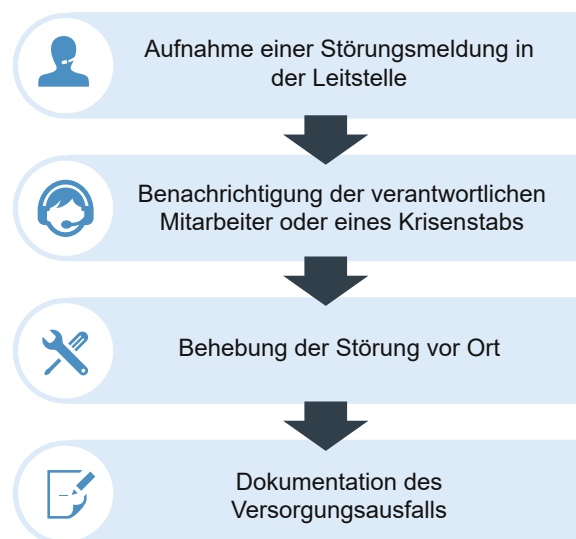 Aufnahme einer Störungsmeldung in
der Leitstelle
Benachrichtigung der verantwortlichen
Mitarbeiter oder eines Krisenstabs
Behebung der Störung vor Ort
Dokumentation des
Versorgungsausfalls